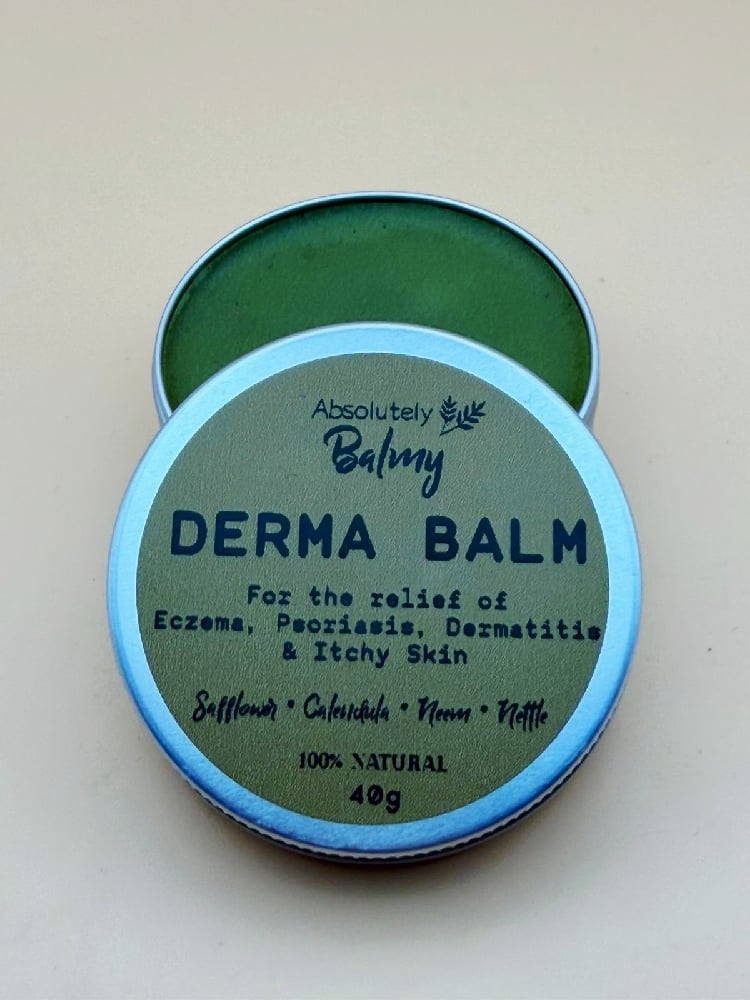 Absolutely
Balmy
DERMA BALM
For the relief of
Eczema, Psoriasis, Dermatitis
& Itchy Skin
Safflower • Calendula • Neem • Nettle
100% NATURAL
40g